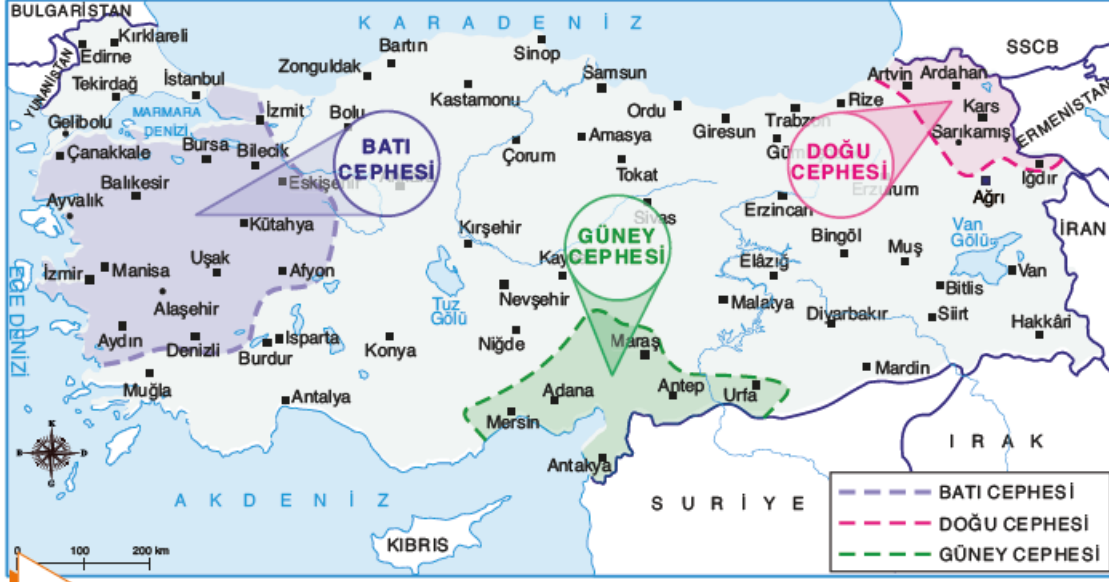 BULGARİSTAN
YUNANİSTAN
Kırklareli
Edirne
Tekirdağ
İstanbul
MARMARA
DENİZİ
Gelibolu
Çanakkale
KARADENİZ
Bartın
Zonguldak
Sinop
Kastamonu
Samsun
İzmit
Bolu
Ordu
Giresun
Trabzon
Rize
Artvin
Ardahan
SSCB
Kars
Sarıkamış
ERMENİSTAN
Iğdır
Ağrı
Bursa
Bilecik
BATI
CEPHESİ
Eskişehir
Çorum
Amasya
Tokat
DOĞU
CEPHESİ
Erzurum
Balıkesir
Ayvalık
Kütahya
Kırşehir
Sivas
GÜNEY
CEPHESİ
Erzincan
Bingöl
Muş
Van
Gölü
İRAN
EGE DENİZİ
İzmir
Manisa
Uşak
Afyon
Alaşehir
Tuz
Gölü
Nevşehir
Elâzığ
Malatya
Van
Bitlis
Siirt
Diyarbakır
Hakkâri
Aydın
Denizli
Burdur
Isparta
Konya
Niğde
Maraş
Mardin
Muğla
Antalya
Mersin
Adana
Antep
Urfa
Antakya
K
B
D
G
AKDENİZ
KIBRIS
SURİYE
IRAK
BATI CEPHESİ
DOĞU CEPHESİ
GÜNEY CEPHESİ
0 100 200 km